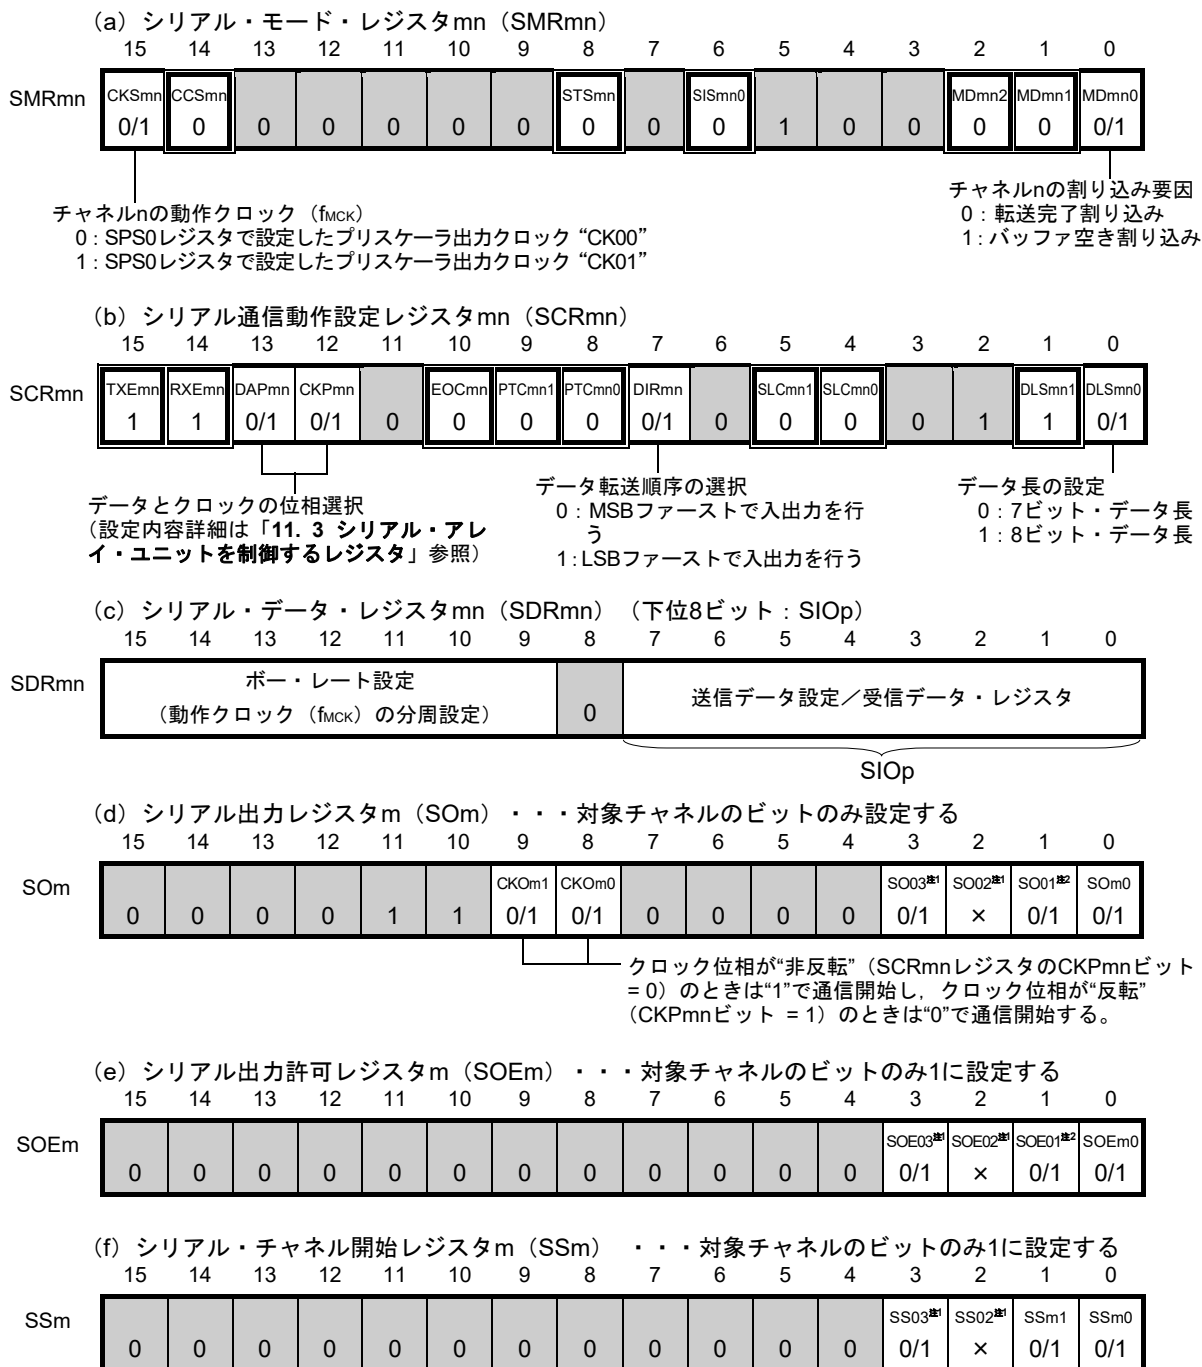 (a) シリアル・モード・レジスタmn（SMRmn）
15 14 13 12 11 10 9 8 7 6 5 4 3 2 1 0
SMRmn CKSmn CCSmn STSmn SISmn0 MDmn2 MDmn1 MDmn0
0/1 0 0 0 0 0 0 0 0 0 1 0 0 0 0 0/1
チャネルnの動作クロック（fMCK）
0：SPS0レジスタで設定したプリスケーラ出力クロック “CK00”
1：SPS0レジスタで設定したプリスケーラ出力クロック “CK01”
チャネルnの割り込み要因
0：転送完了割り込み
1：バッファ空き割り込み
(b) シリアル通信動作設定レジスタmn（SCRmn）
15 14 13 12 11 10 9 8 7 6 5 4 3 2 1 0
SCRmn TXEmn RXEmn DAPmn CKPmn EOCmn PTCmn1 PTCmn0 DIRmn SLCmn1 SLCmn0 DLSmn1 DLSmn0
1 1 0/1 0/1 0 0 0 0 0/1 0 0 0 0 1 1 0/1
データとクロックの位相選択
（設定内容詳細は「11. 3 シリアル・アレ
イ・ユニットを制御するレジスタ」参照）
データ転送順序の選択
0：MSBファーストで入出力を行
う
1：LSBファーストで入出力を行う
データ長の設定
0：7ビット・データ長
1：8ビット・データ長
(c) シリアル・データ・レジスタmn（SDRmn）（下位8ビット：SIOp）
15 14 13 12 11 10 9 8 7 6 5 4 3 2 1 0
SDRmn
ボー・レート設定
（動作クロック（fMCK）の分周設定）
0
送信データ設定／受信データ・レジスタ
SIOp
(d) シリアル出力レジスタm（SOm）・・・対象チャネルのビットのみ設定する
15 14 13 12 11 10 9 8 7 6 5 4 3 2 1 0
SOm CKOm1 CKOm0 SO03注1 SO02注1 SO01注2 SOm0
0 0 0 0 1 1 0/1 0/1 0 0 0 0 0/1 × 0/1 0/1
クロック位相が“非反転”（SCRmnレジスタのCKPmnビット
= 0）のときは“1”で通信開始し，クロック位相が“反転”
（CKPmnビット = 1）のときは“0”で通信開始する。
(e) シリアル出力許可レジスタm（SOEm）・・・対象チャネルのビットのみ1に設定する
15 14 13 12 11 10 9 8 7 6 5 4 3 2 1 0
SOEm SOE03注1 SOE02注1 SOE01注2 SOEm0
0 0 0 0 0 0 0 0 0 0 0 0 0/1 × 0/1 0/1
(f) シリアル・チャネル開始レジスタm（SSm） ・・・対象チャネルのビットのみ1に設定する
15 14 13 12 11 10 9 8 7 6 5 4 3 2 1 0
SSm SS03注1 SS02注1 SSm1 SSm0
0 0 0 0 0 0 0 0 0 0 0 0 0/1 × 0/1 0/1